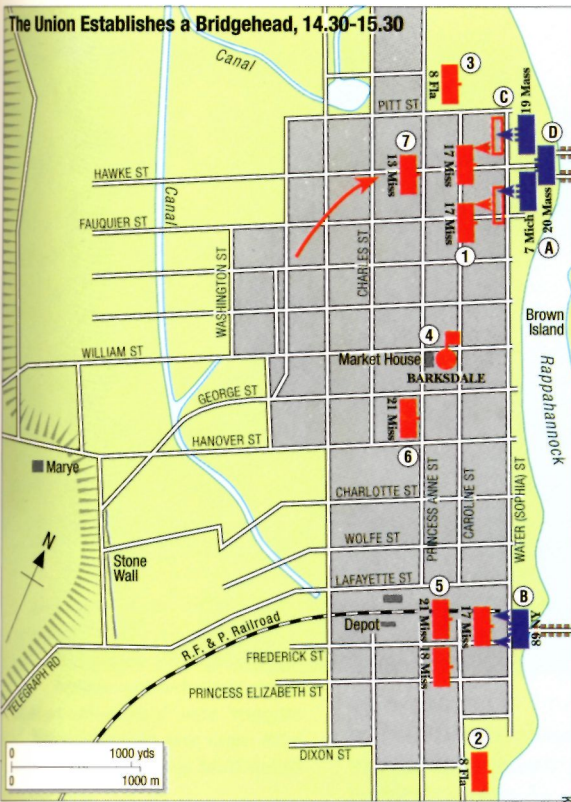 The Union Establishes a Bridgehead, 14.30-15.30
Canal
3
8 Fla
PITT ST
C
19 Mass
D
7
13 Miss
17 Miss
HAWKE ST
Canal
20 Mass
7 Mich
A
FAUQUIER ST
17 Miss
1
CHARLES ST
WASHINGTON ST
Brown
Island
4
Market House
BARKSDALE
WILLIAM ST
Rappahannock
GEORGE ST
21 Miss
HANOVER ST
6
Marye
PRINCESS ANNE ST
CAROLINE ST
WATER (SOPHIA) ST
CHARLOTTE ST
N
WOLFE ST
Stone
Wall
LAFAYETTE ST
5
B
21 Miss
17 Miss
89 NY
Depot
R.F. & P. Railroad
18 Miss
FREDERICK ST
TELEGRAPH RD
PRINCESS ELIZABETH ST
2
DIXON ST
8 Fla
0 1000 yds
0 1000 m